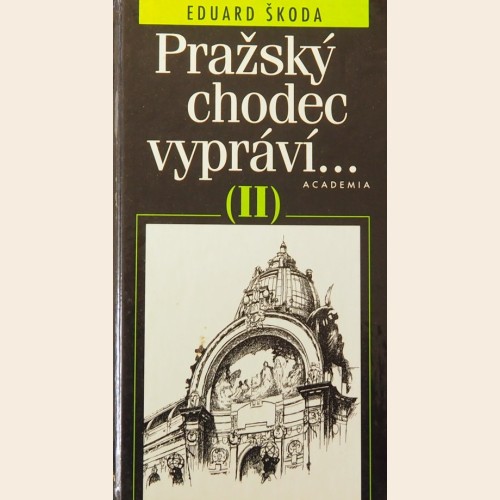 EDUARD ŠKODA
Pražský
chodec
vypráví...
ACADEMIA
(II)